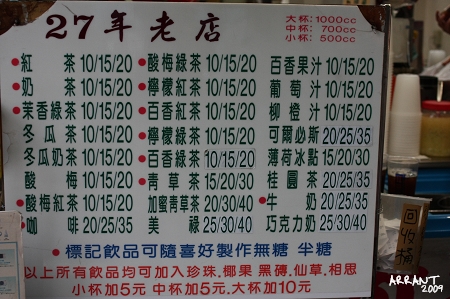 27年老店
大杯:1000cc
中杯:700cc
小杯:500cc
•紅茶 10/15/20
•奶茶 10/15/20
•茉香綠茶 10/15/20
冬瓜茶 10/15/20
冬瓜奶茶 10/15/20
酸梅 10/15/20
•酸梅紅茶 10/15/20
•咖啡 20/25/35
•酸梅綠茶 10/15/20
•檸檬紅茶 10/15/20
•百香紅茶 10/15/20
•檸檬綠茶 10/15/20
•百香綠茶 10/15/20
•青草茶 15/20/30
加蜜青草茶 20/25/30
美祿 25/30/40
百香果汁 10/15/20
葡萄汁 10/15/20
柳橙汁 10/15/20
可爾必斯 20/25/35
薄荷冰點 15/20/30
桂圓茶 20/25/35
•牛奶 20/25/35
巧克力奶 25/30/40
•標記飲品可隨喜好製作無糖 半糖
以上所有飲品均可加入珍珠.椰果 黑磚.仙草.相思
小杯加5元 中杯加5元.大杯加10元
回收桶
ARRANT
2009